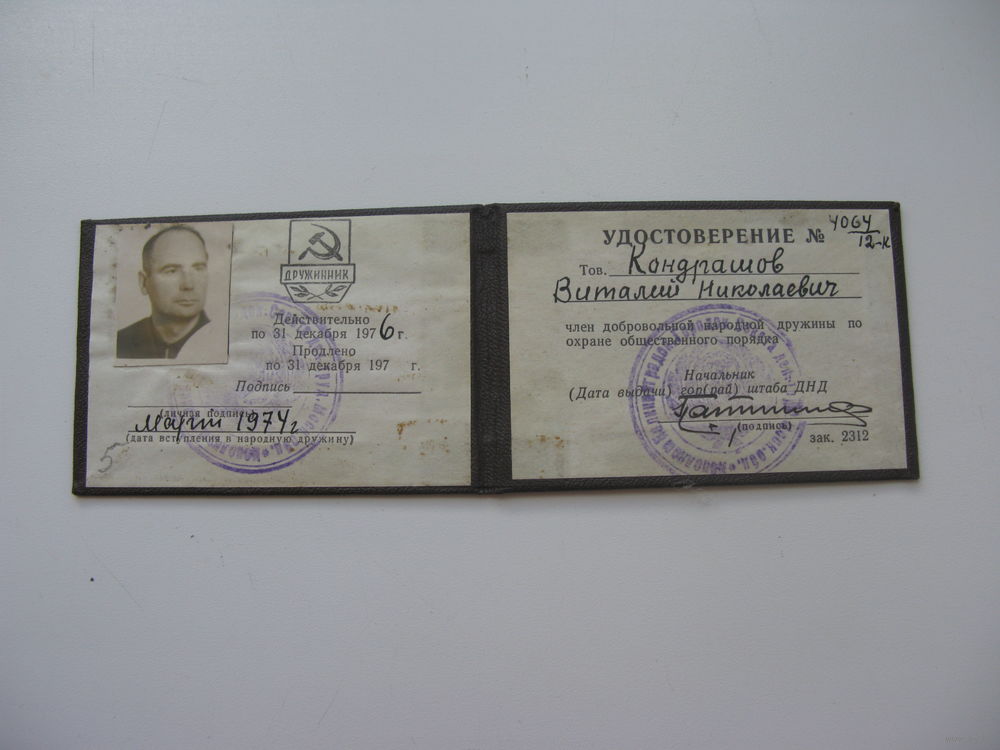 ДРУЖИННИК
Действительно
по 31 декабря 1976 г.
Продлено
по 31 декабря 197 г.
Подпись
(личная подпись)
Март 1974 г
(дата вступления в народную дружину)
5
УДОСТОВЕРЕНИЕ № 4064/12-к
Тов. Кондрашов
Виталий Николаевич
член добровольной народной дружины по
охране общественного порядка
Начальник
(Дата выдачи) гор(рай) штаба ДНД
(подпись)
зак. 2312